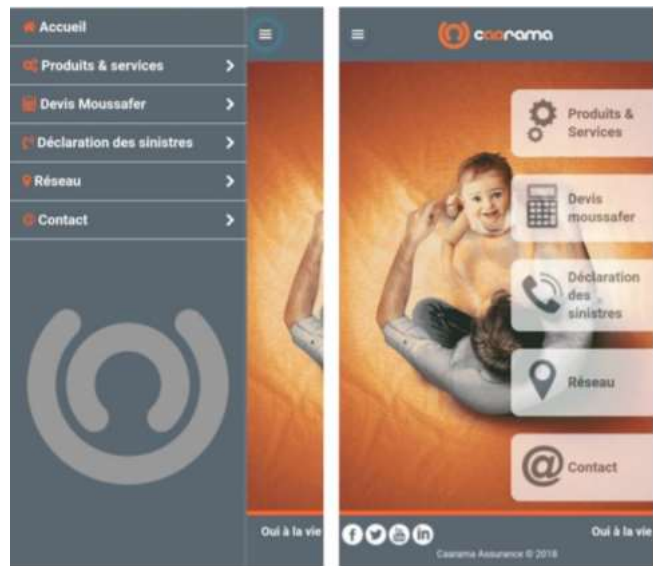 Accueil
Produits & services
Devis Moussafer
Déclaration des sinistres
Réseau
@ Contact
Oui à la vie
caarama
Produits &
Services
Devis
moussafer
Déclaration
des
sinistres
Réseau
@ Contact
Oui à la vie
Caarama Assurance © 2018